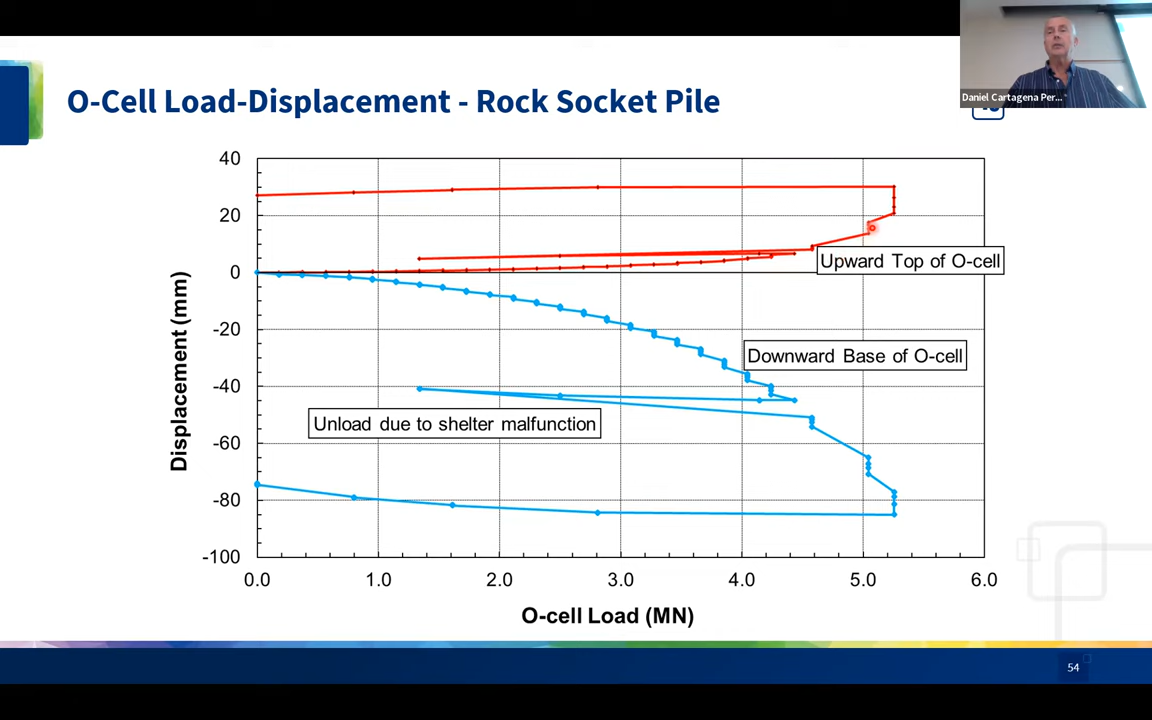 Daniel Cartagena Per...
O-Cell Load-Displacement - Rock Socket Pile
40
20
0
-20
-40
-60
-80
-100
Displacement (mm)
Upward Top of O-cell
Downward Base of O-cell
Unload due to shelter malfunction
0.0 1.0 2.0 3.0 4.0 5.0 6.0
O-cell Load (MN)
54